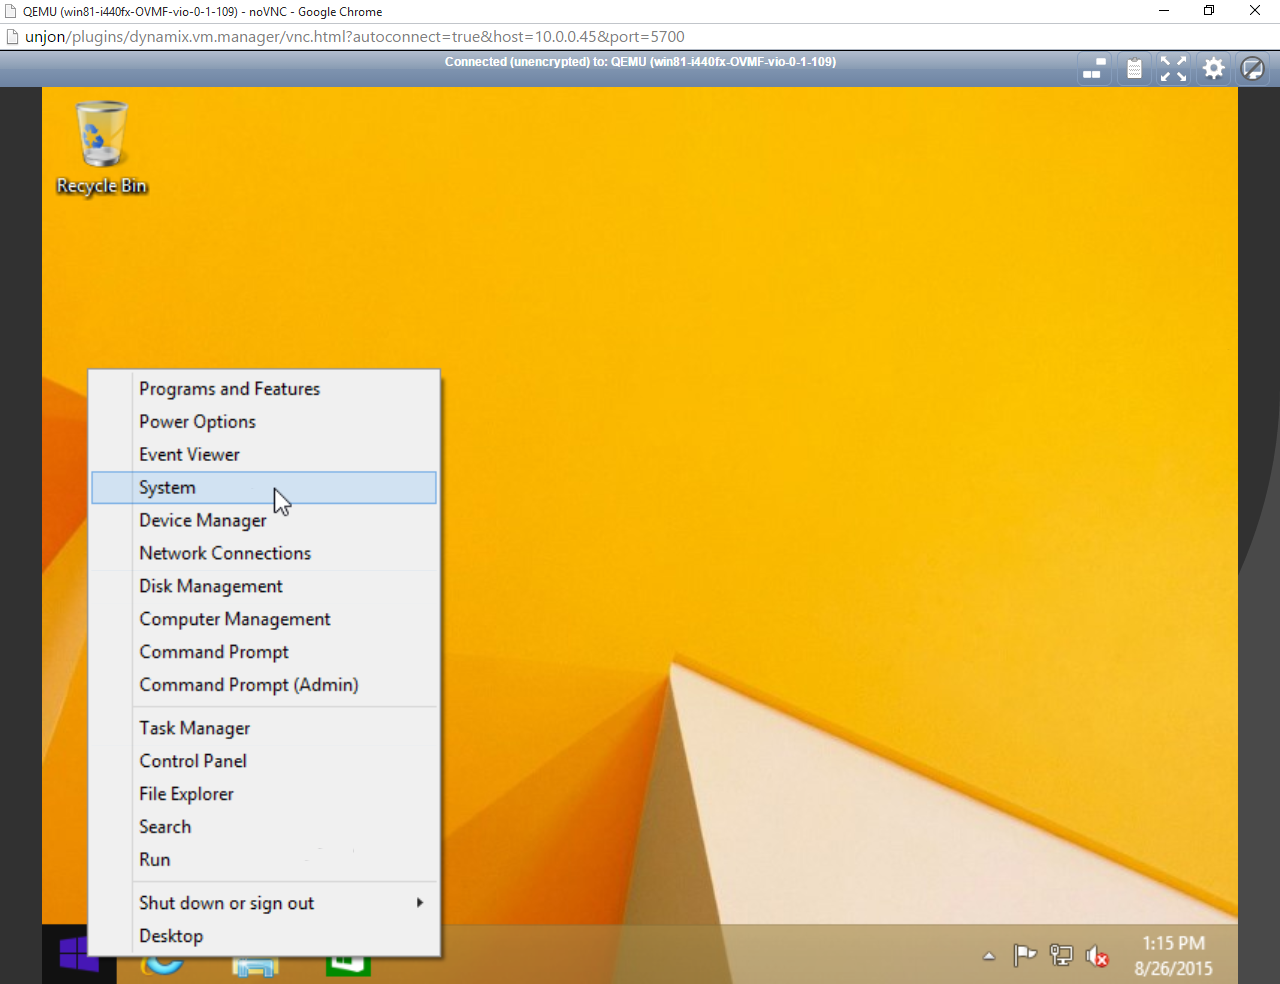 QEMU (win81-i440fx-OVMF-vio-0-1-109) - noVNC - Google Chrome
unjon/plugins/dynamix.vm.manager/vnc.html?autoconnect=true&host=10.0.0.45&port=5700
Connected (unencrypted) to: QEMU (win81-i440fx-OVMF-vio-0-1-109)
Recycle Bin
Programs and Features
Power Options
Event Viewer
System
Device Manager
Network Connections
Disk Management
Computer Management
Command Prompt
Command Prompt (Admin)
Task Manager
Control Panel
File Explorer
Search
Run
Shut down or sign out
Desktop
1:15 PM
8/26/2015